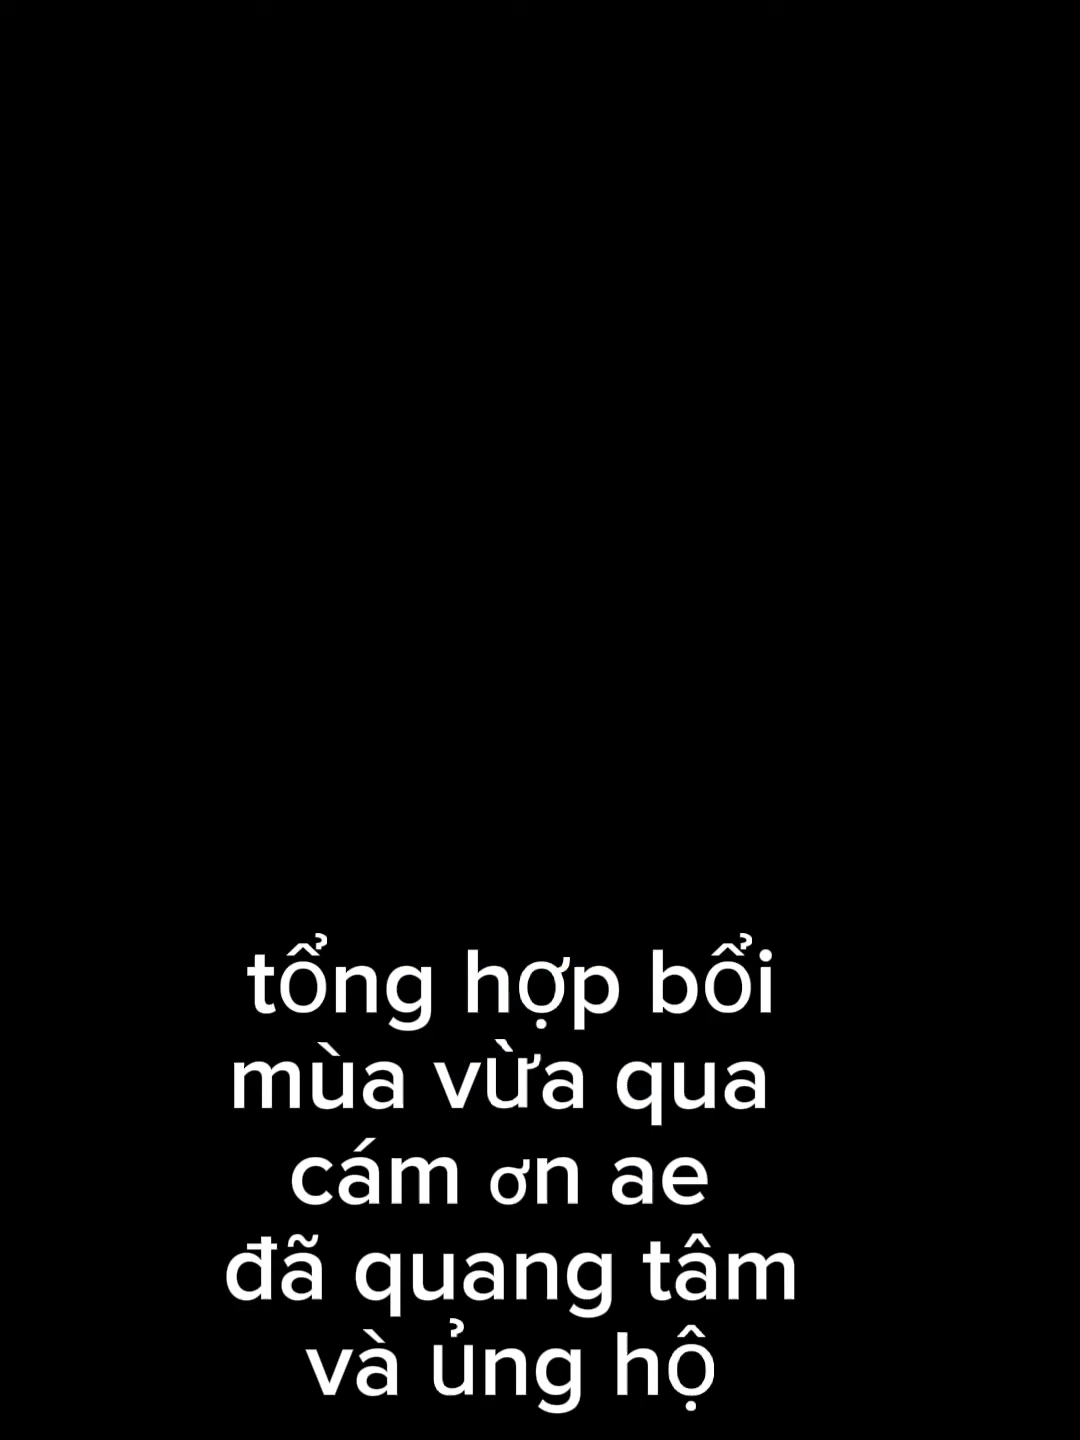 tổng hợp bổi
mùa vừa qua
cám ơn ae
đã quang tâm
và ủng hộ